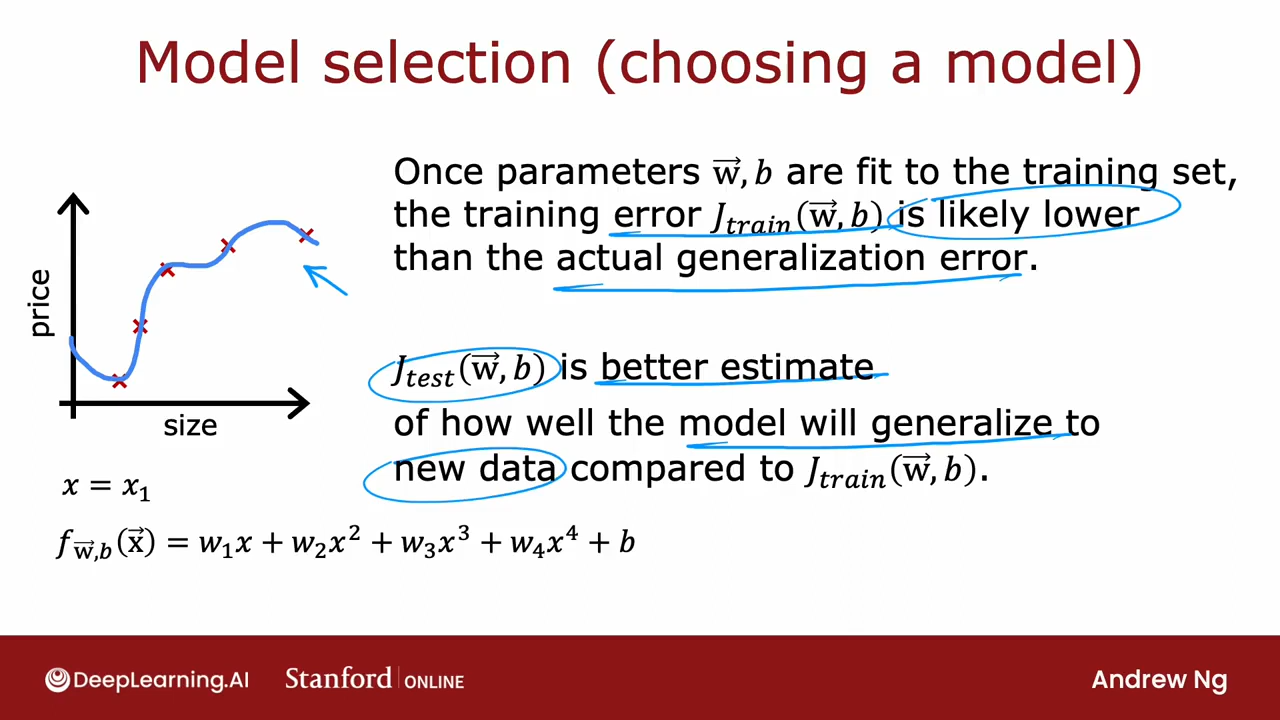 Model selection (choosing a model)
Once parameters w⃗, b are fit to the training set,
the training error J_train(w⃗, b) is likely lower
than the actual generalization error.
J_test(w⃗, b) is better estimate
of how well the model will generalize to
new data compared to J_train(w⃗, b).
price
size
x = x₁
f_w⃗,b(x⃗) = w₁x + w₂x² + w₃x³ + w₄x⁴ + b
DeepLearning.AI
Stanford | ONLINE
Andrew Ng